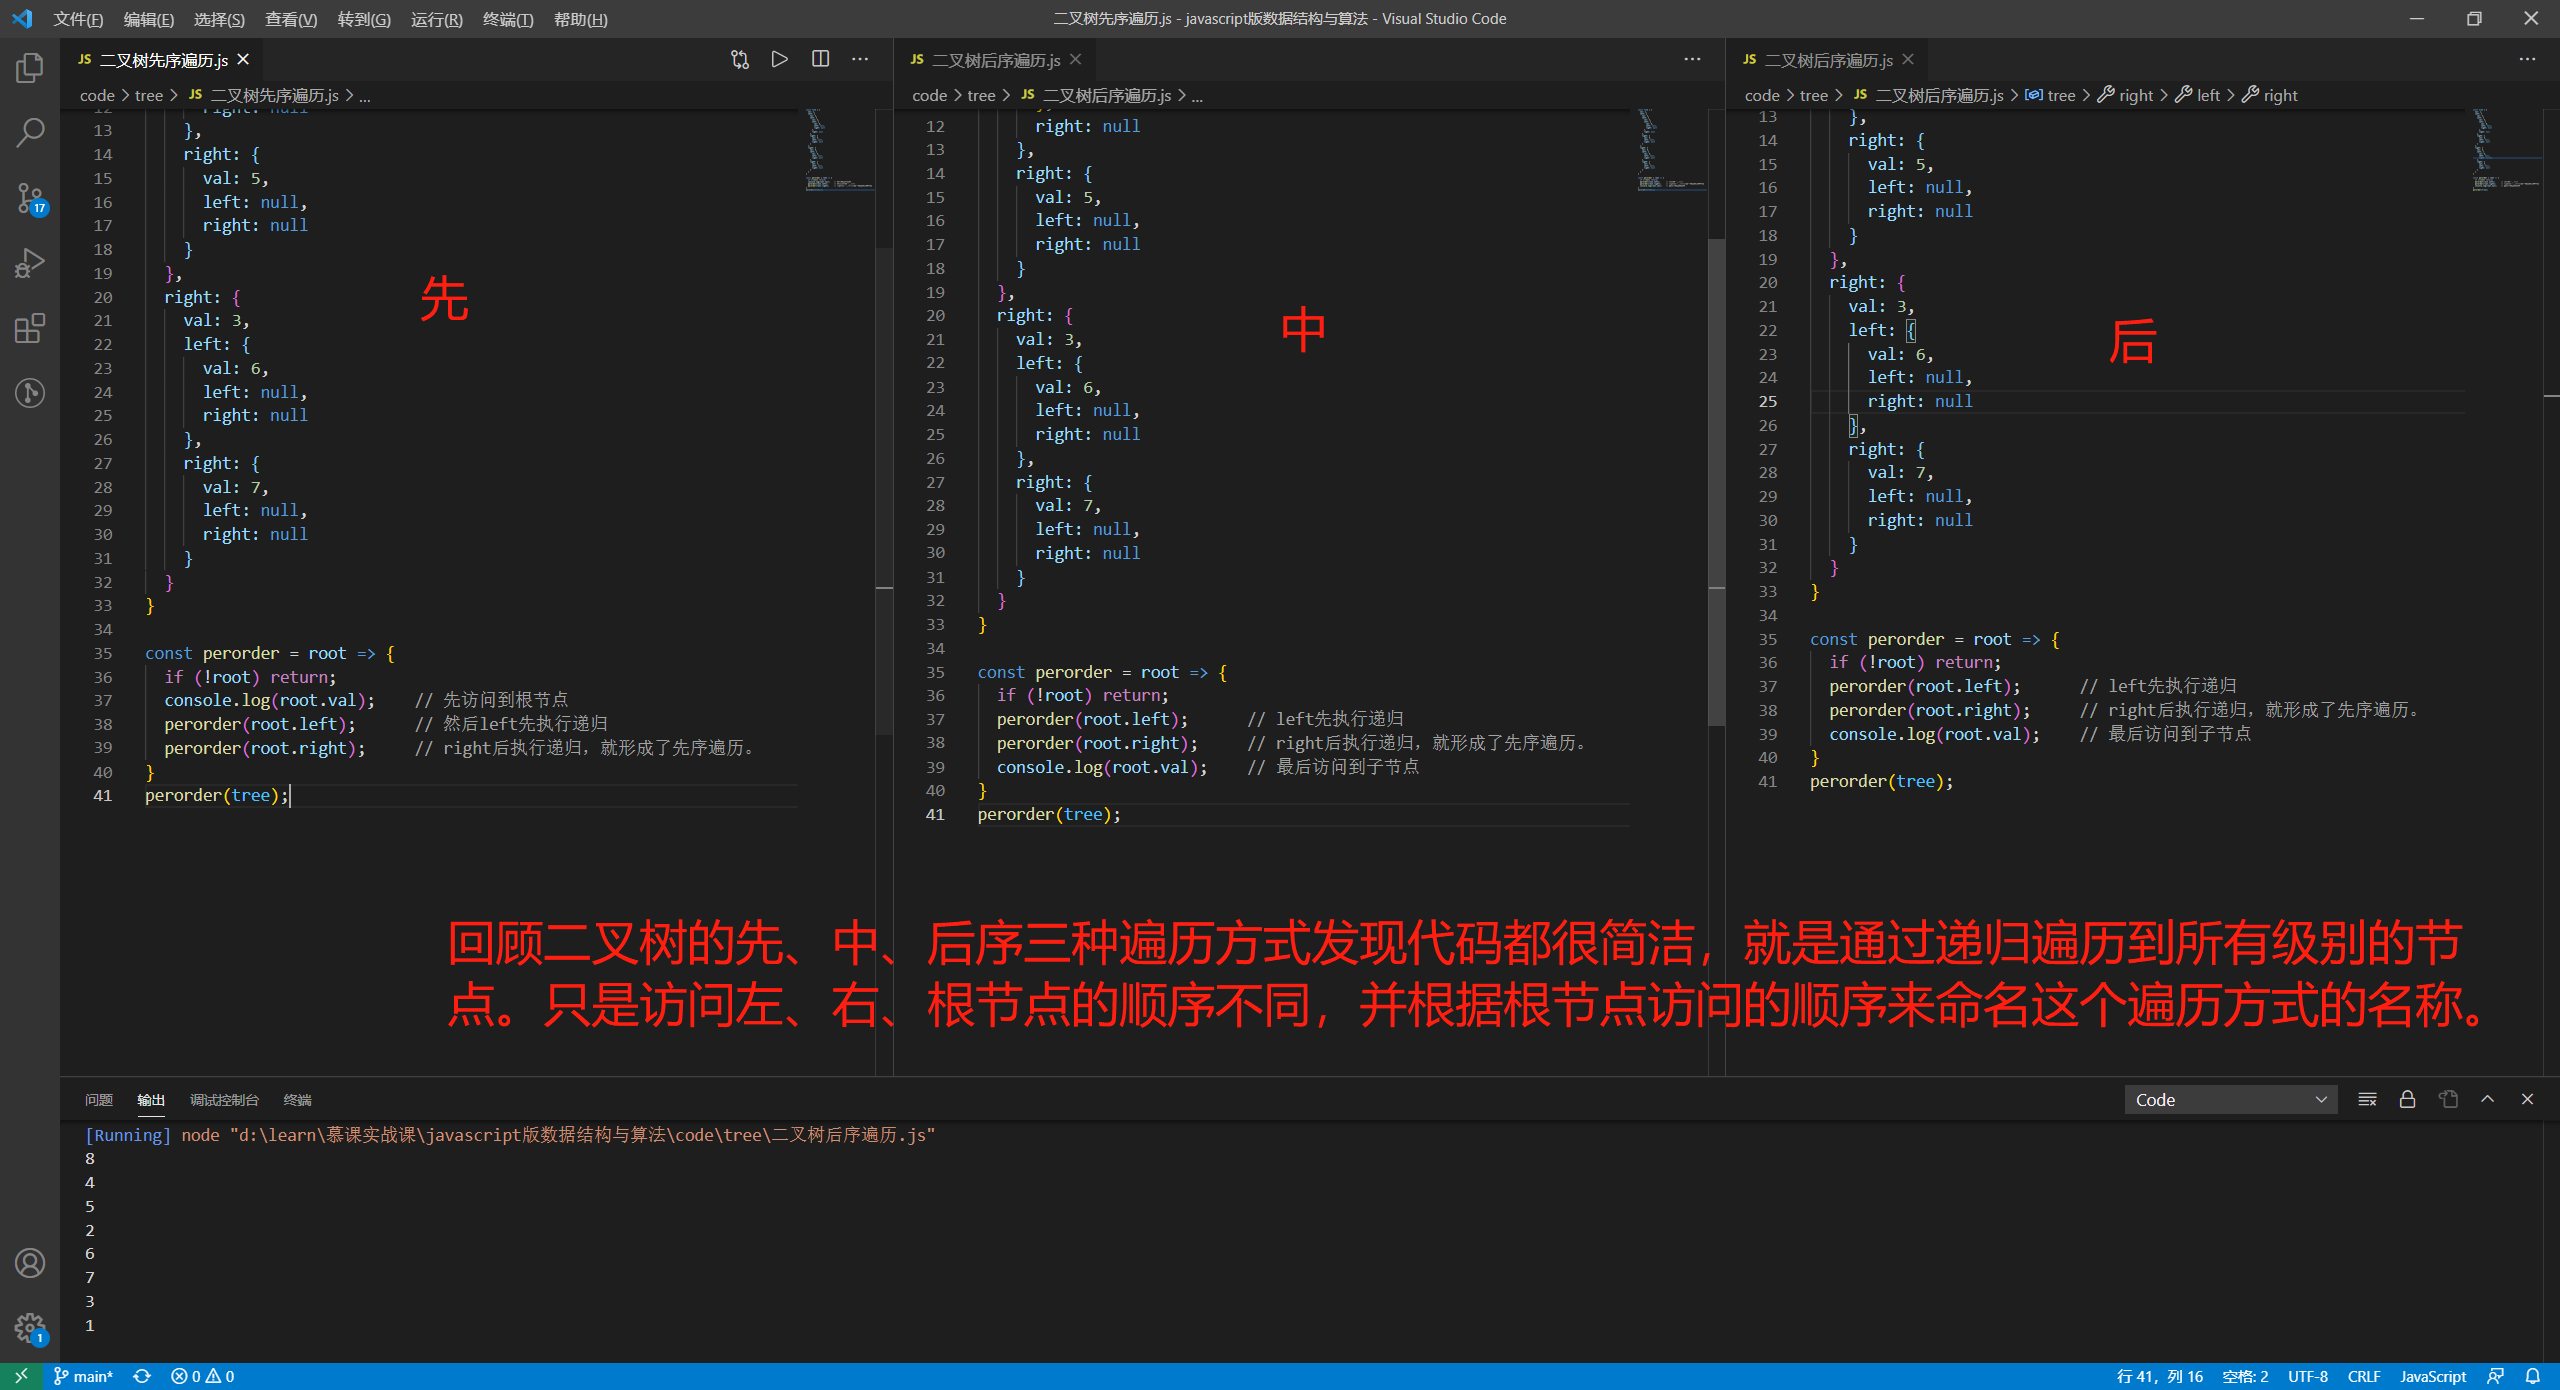 文件(F) 编辑(E) 选择(S) 查看(V) 转到(G) 运行(R) 终端(T) 帮助(H) 二叉树先序遍历.js - javascript版数据结构与算法 - Visual Studio Code
JS 二叉树先序遍历.js
code > tree > JS 二叉树先序遍历.js > ...
12 right: null
13 },
14 right: {
15 val: 5,
16 left: null,
17 right: null
18 }
19 },
20 right: {
21 val: 3,
22 left: {
23 val: 6,
24 left: null,
25 right: null
26 },
27 right: {
28 val: 7,
29 left: null,
30 right: null
31 }
32 }
33 }
34
35 const perorder = root => {
36 if (!root) return;
37 console.log(root.val); // 先访问到根节点
38 perorder(root.left); // 然后left先执行递归
39 perorder(root.right); // right后执行递归，就形成了先序遍历。
40 }
41 perorder(tree);
先
JS 二叉树后序遍历.js
code > tree > JS 二叉树后序遍历.js > ...
12 right: null
13 },
14 right: {
15 val: 5,
16 left: null,
17 right: null
18 }
19 },
20 right: {
21 val: 3,
22 left: {
23 val: 6,
24 left: null,
25 right: null
26 },
27 right: {
28 val: 7,
29 left: null,
30 right: null
31 }
32 }
33 }
34
35 const perorder = root => {
36 if (!root) return;
37 perorder(root.left); // left先执行递归
38 perorder(root.right); // right后执行递归，就形成了先序遍历。
39 console.log(root.val); // 最后访问到子节点
40 }
41 perorder(tree);
中
JS 二叉树后序遍历.js
code > tree > JS 二叉树后序遍历.js > tree > right > left > right
13 },
14 right: {
15 val: 5,
16 left: null,
17 right: null
18 }
19 },
20 right: {
21 val: 3,
22 left: {
23 val: 6,
24 left: null,
25 right: null
26 },
27 right: {
28 val: 7,
29 left: null,
30 right: null
31 }
32 }
33 }
34
35 const perorder = root => {
36 if (!root) return;
37 perorder(root.left); // left先执行递归
38 perorder(root.right); // right后执行递归，就形成了先序遍历。
39 console.log(root.val); // 最后访问到子节点
40 }
41 perorder(tree);
后
回顾二叉树的先、中、后序三种遍历方式发现代码都很简洁，就是通过递归遍历到所有级别的节
点。只是访问左、右、根节点的顺序不同，并根据根节点访问的顺序来命名这个遍历方式的名称。
17
1
问题 输出 调试控制台 终端 Code
[Running] node "d:\learn\慕课实战课\javascript版数据结构与算法\code\tree\二叉树后序遍历.js"
8
4
5
2
6
7
3
1
main* 0 0 行 41，列 16 空格: 2 UTF-8 CRLF JavaScript